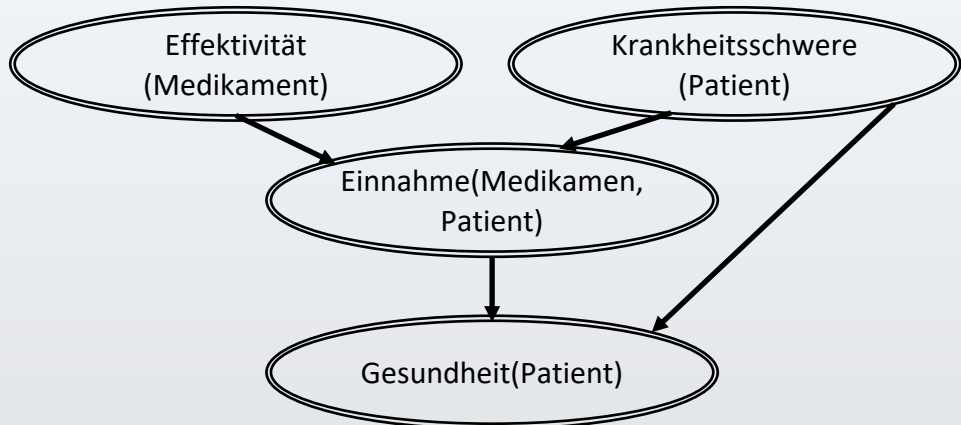 Effektivität
(Medikament)
Krankheitsschwere
(Patient)
Einnahme(Medikamen,
Patient)
Gesundheit(Patient)